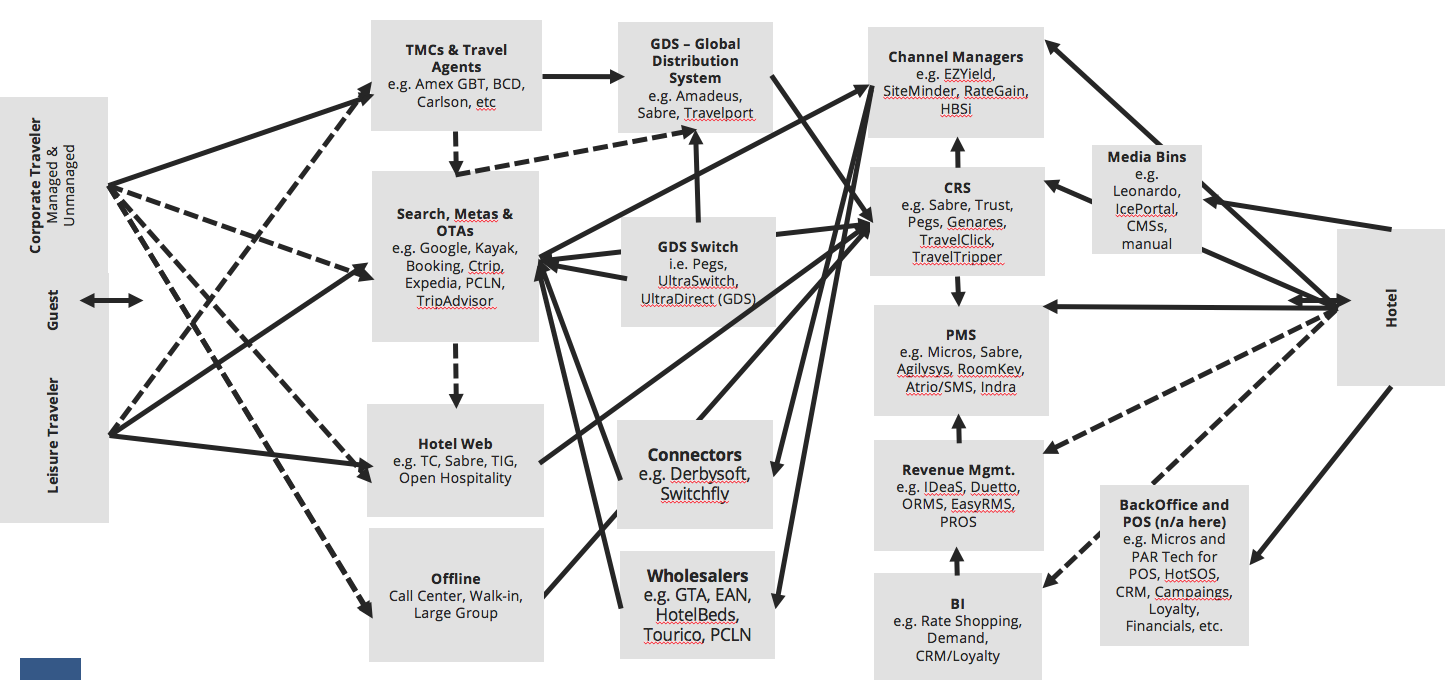 Corporate Traveler
Managed &
Unmanaged
Guest
Leisure Traveler
TMCs & Travel
Agents
e.g. Amex GBT, BCD,
Carlson, etc
Search, Metas &
OTAs
e.g. Google, Kayak,
Booking, Ctrip,
Expedia, PCLN,
TripAdvisor
Hotel Web
e.g. TC, Sabre, TIG,
Open Hospitality
Offline
Call Center, Walk-in,
Large Group
GDS – Global
Distribution
System
e.g. Amadeus,
Sabre, Travelport
GDS Switch
i.e. Pegs,
UltraSwitch,
UltraDirect (GDS)
Connectors
e.g. Derbysoft,
Switchfly
Wholesalers
e.g. GTA, EAN,
HotelBeds,
Tourico, PCLN
Channel Managers
e.g. EZYield,
SiteMinder, RateGain,
HBSi
CRS
e.g. Sabre, Trust,
Pegs, Genares,
TravelClick,
TravelTripper
PMS
e.g. Micros, Sabre,
Agilysys, RoomKey,
Atrio/SMS, Indra
Revenue Mgmt.
e.g. IDeaS, Duetto,
ORMS, EasyRMS,
PROS
BI
e.g. Rate Shopping,
Demand,
CRM/Loyalty
Media Bins
e.g.
Leonardo,
IcePortal,
CMSs,
manual
BackOffice and
POS (n/a here)
e.g. Micros and
PAR Tech for
POS, HotSOS,
CRM, Campaings,
Loyalty,
Financials, etc.
Hotel